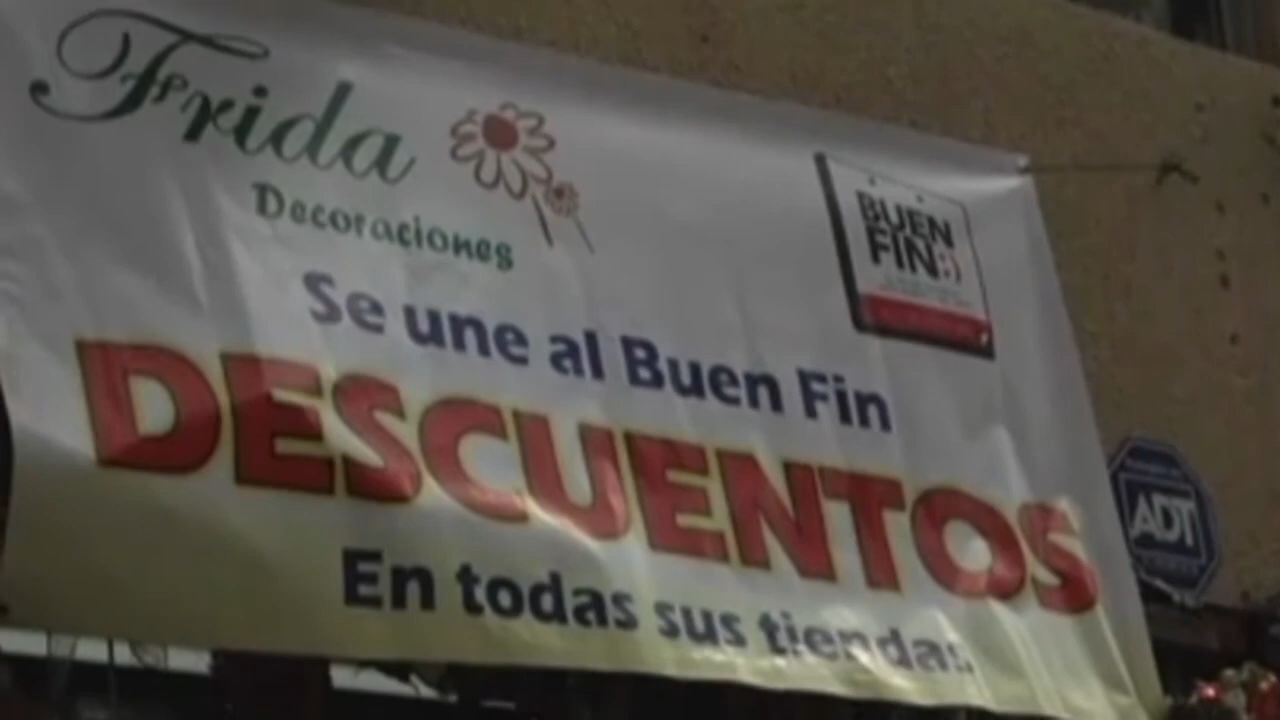 Frida
Decoraciones
BUEN
FIN:)
Se une al Buen Fin
DESCUENTOS
En todas sus tiendas
ADT